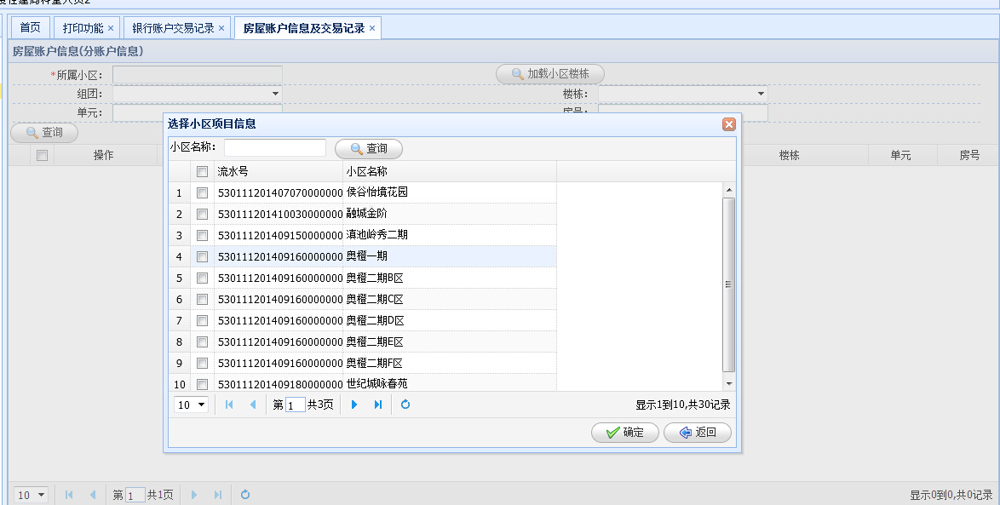 首页 打印功能 × 银行账户交易记录 × 房屋账户信息及交易记录 ×
房屋账户信息(分账户信息)
*所属小区: 加载小区楼栋
组团: 楼栋:
单元: 房号:
查询
操作 楼栋 单元 房号
选择小区项目信息
小区名称: 查询
流水号 小区名称
1 530111201407070000000 俟谷怡境花园
2 530111201410030000000 融城金阶
3 530111201409150000000 滇池岭秀二期
4 530111201409160000000 奥橙一期
5 530111201409160000000 奥橙二期B区
6 530111201409160000000 奥橙二期C区
7 530111201409160000000 奥橙二期D区
8 530111201409160000000 奥橙二期E区
9 530111201409160000000 奥橙二期F区
10 530111201409180000000 世纪城咏春苑
10 第 1 共3页 显示1到10,共30记录
确定 返回
10 第 1 共1页 显示0到0,共0记录